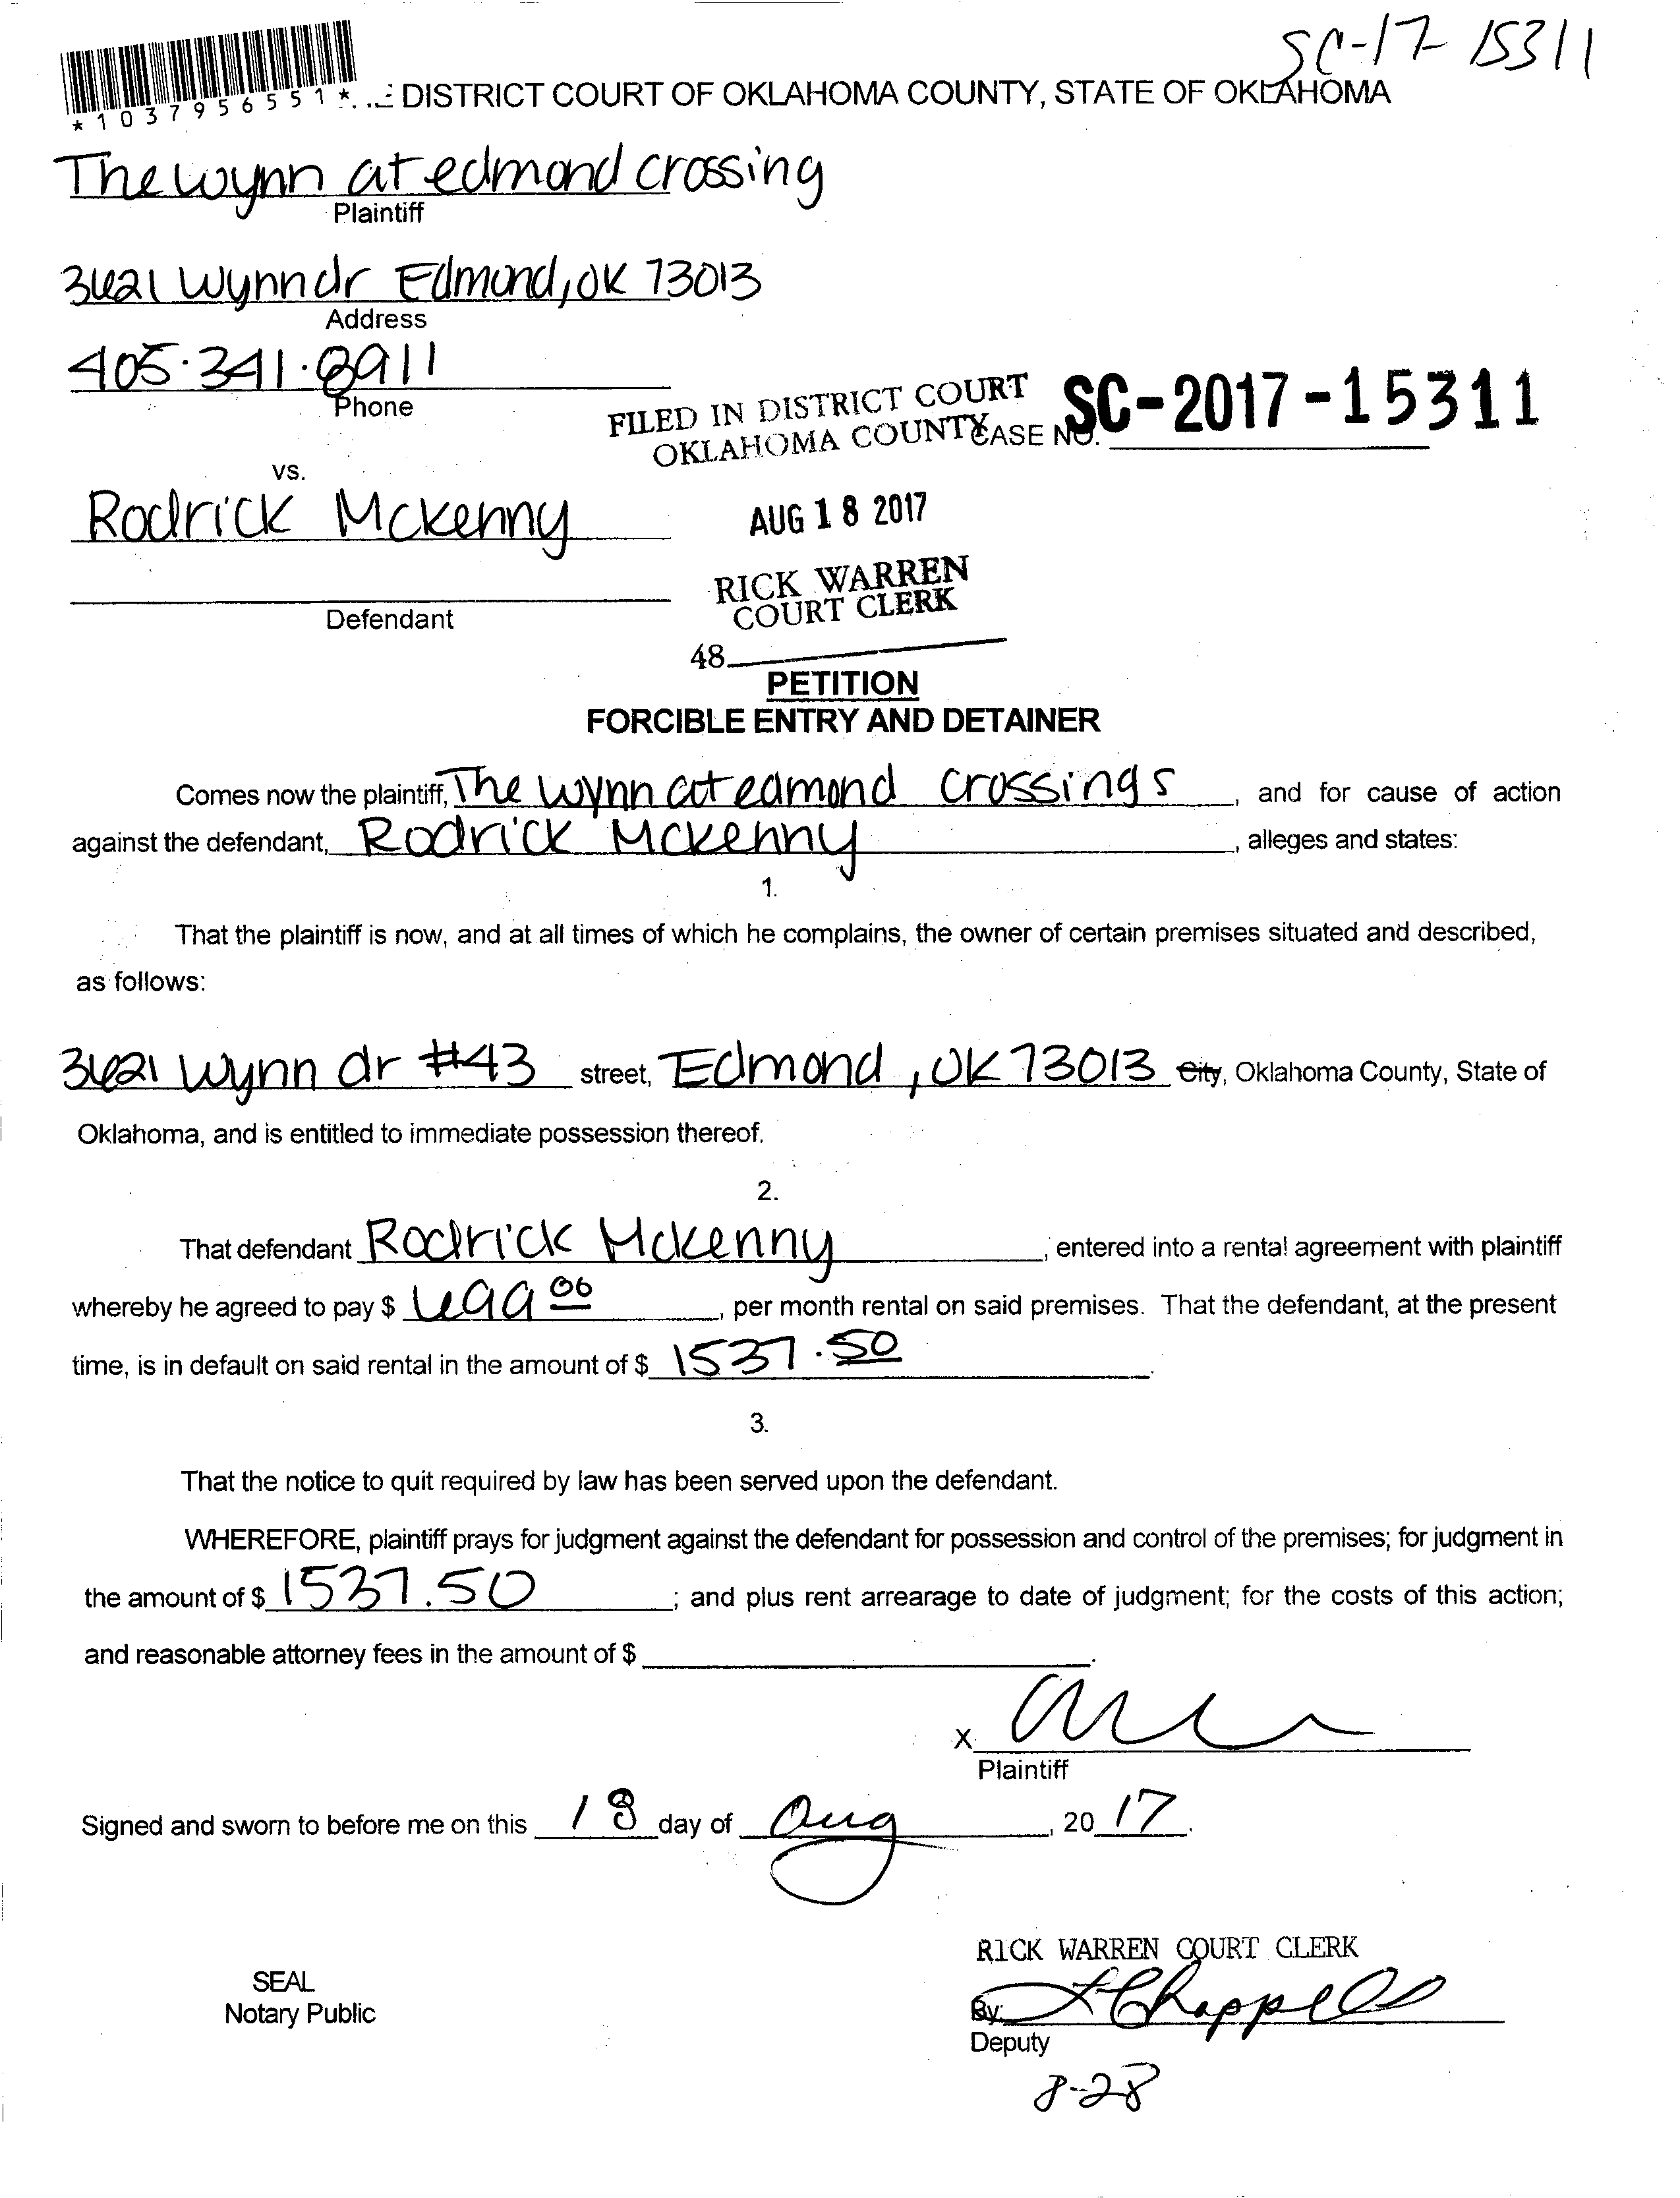 SC-17-15311
*1037956551*
DISTRICT COURT OF OKLAHOMA COUNTY, STATE OF OKLAHOMA
The wynn at edmond crossing
Plaintiff
3621 Wynn dr Edmond, OK 73013
Address
405.341.8911
Phone
FILED IN DISTRICT COURT
OKLAHOMA COUNTY
CASE NO. SC-2017-15311
vs.
Rodrick Mckenny
AUG 18 2017
RICK WARREN
COURT CLERK
Defendant
48
PETITION
FORCIBLE ENTRY AND DETAINER
Comes now the plaintiff, The wynn at edmond crossings, and for cause of action
against the defendant, Rodrick Mckenny, alleges and states:
1.
That the plaintiff is now, and at all times of which he complains, the owner of certain premises situated and described,
as follows:
3621 Wynn dr #43 street, Edmond, OK 73013 City, Oklahoma County, State of
Oklahoma, and is entitled to immediate possession thereof.
2.
That defendant Rodrick Mckenny, entered into a rental agreement with plaintiff
whereby he agreed to pay $ 699 00, per month rental on said premises. That the defendant, at the present
time, is in default on said rental in the amount of $ 1537.50.
3.
That the notice to quit required by law has been served upon the defendant.
WHEREFORE, plaintiff prays for judgment against the defendant for possession and control of the premises; for judgment in
the amount of $ 1537.50; and plus rent arrearage to date of judgment; for the costs of this action;
and reasonable attorney fees in the amount of $
X
Plaintiff
Signed and sworn to before me on this 18 day of Aug, 2017.
RICK WARREN COURT CLERK
SEAL
Notary Public
By: Chappell
Deputy
8-28